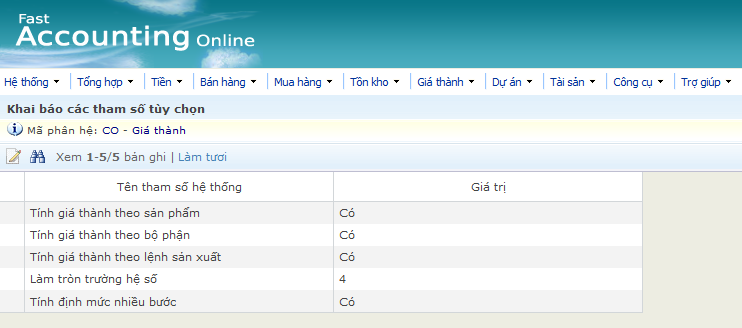 Fast
Accounting Online
Hệ thống Tổng hợp Tiền Bán hàng Mua hàng Tồn kho Giá thành Dự án Tài sản Công cụ Trợ giúp
Khai báo các tham số tùy chọn
Mã phân hệ: CO - Giá thành
Xem 1-5/5 bản ghi | Làm tươi
Tên tham số hệ thống Giá trị
Tính giá thành theo sản phẩm Có
Tính giá thành theo bộ phận Có
Tính giá thành theo lệnh sản xuất Có
Làm tròn trường hệ số 4
Tính định mức nhiều bước Có